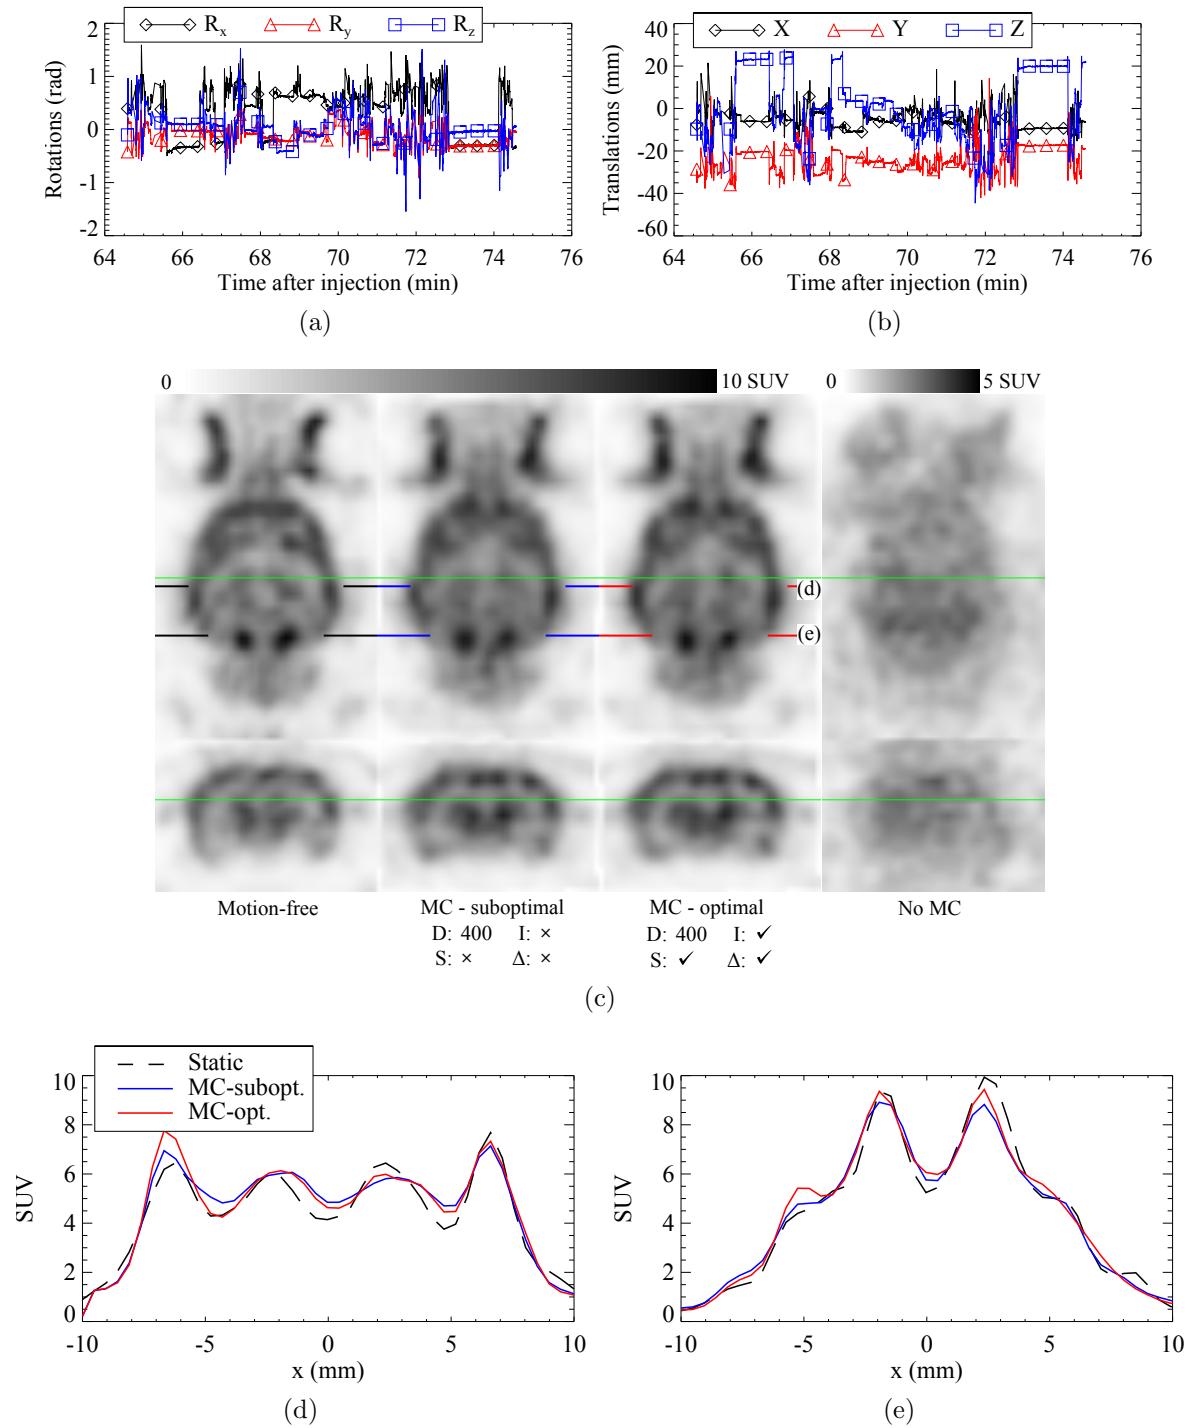 R_x R_y R_z
Rotations (rad)
2
1
0
-1
-2
64 66 68 70 72 74 76
Time after injection (min)
(a)
X Y Z
Translations (mm)
40
20
0
-20
-40
-60
64 66 68 70 72 74 76
Time after injection (min)
(b)
0 10 SUV
0 5 SUV
(d)
(e)
Motion-free
MC - suboptimal
D: 400 I: ×
S: × Δ: ×
MC - optimal
D: 400 I: ✓
S: ✓ Δ: ✓
No MC
(c)
Static
MC-subopt.
MC-opt.
SUV
10
8
6
4
2
0
-10 -5 0 5 10
x (mm)
(d)
SUV
10
8
6
4
2
0
-10 -5 0 5 10
x (mm)
(e)